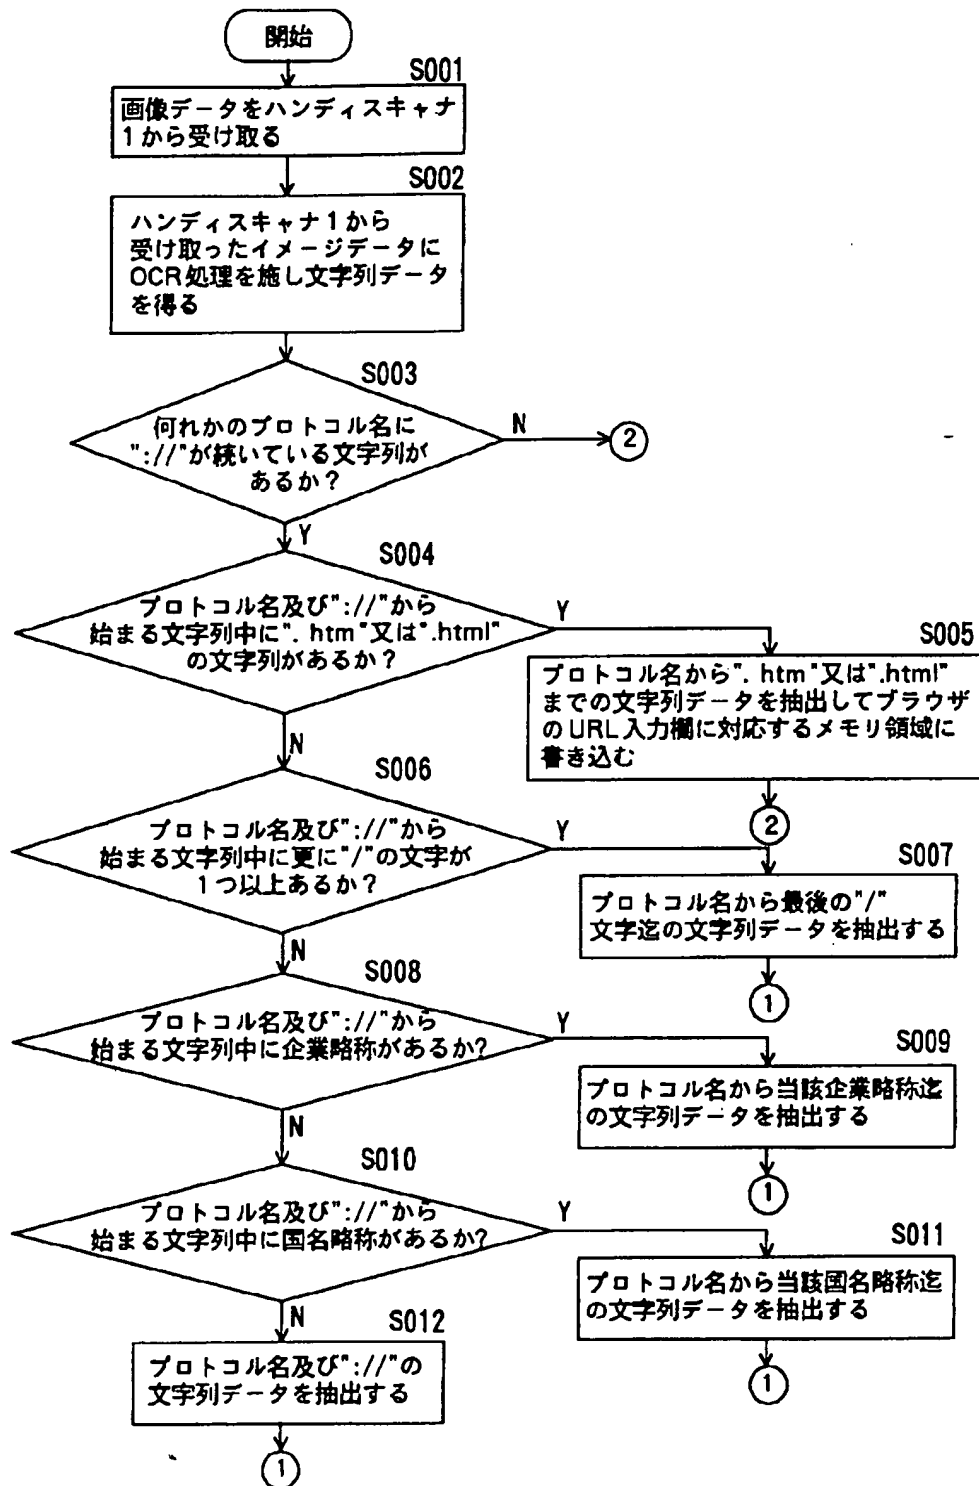 開始
S001
画像データをハンディスキャナ
1から受け取る
S002
ハンディスキャナ1から
受け取ったイメージデータに
OCR処理を施し文字列データ
を得る
S003
何れかのプロトコル名に
"://"が続いている文字列が
あるか？
N
2
Y
S004
プロトコル名及び"://"から
始まる文字列中に". htm"又は".html"
の文字列があるか？
Y
S005
プロトコル名から". htm"又は".html"
までの文字列データを抽出してブラウザ
のURL入力欄に対応するメモリ領域に
書き込む
2
N
S006
プロトコル名及び"://"から
始まる文字列中に更に"/"の文字が
1つ以上あるか？
Y
S007
プロトコル名から最後の"/"
文字迄の文字列データを抽出する
1
N
S008
プロトコル名及び"://"から
始まる文字列中に企業略称があるか?
Y
S009
プロトコル名から当該企業略称迄
の文字列データを抽出する
1
N
S010
プロトコル名及び"://"から
始まる文字列中に国名略称があるか?
Y
S011
プロトコル名から当該国名略称迄
の文字列データを抽出する
1
N
S012
プロトコル名及び"://"の
文字列データを抽出する
1